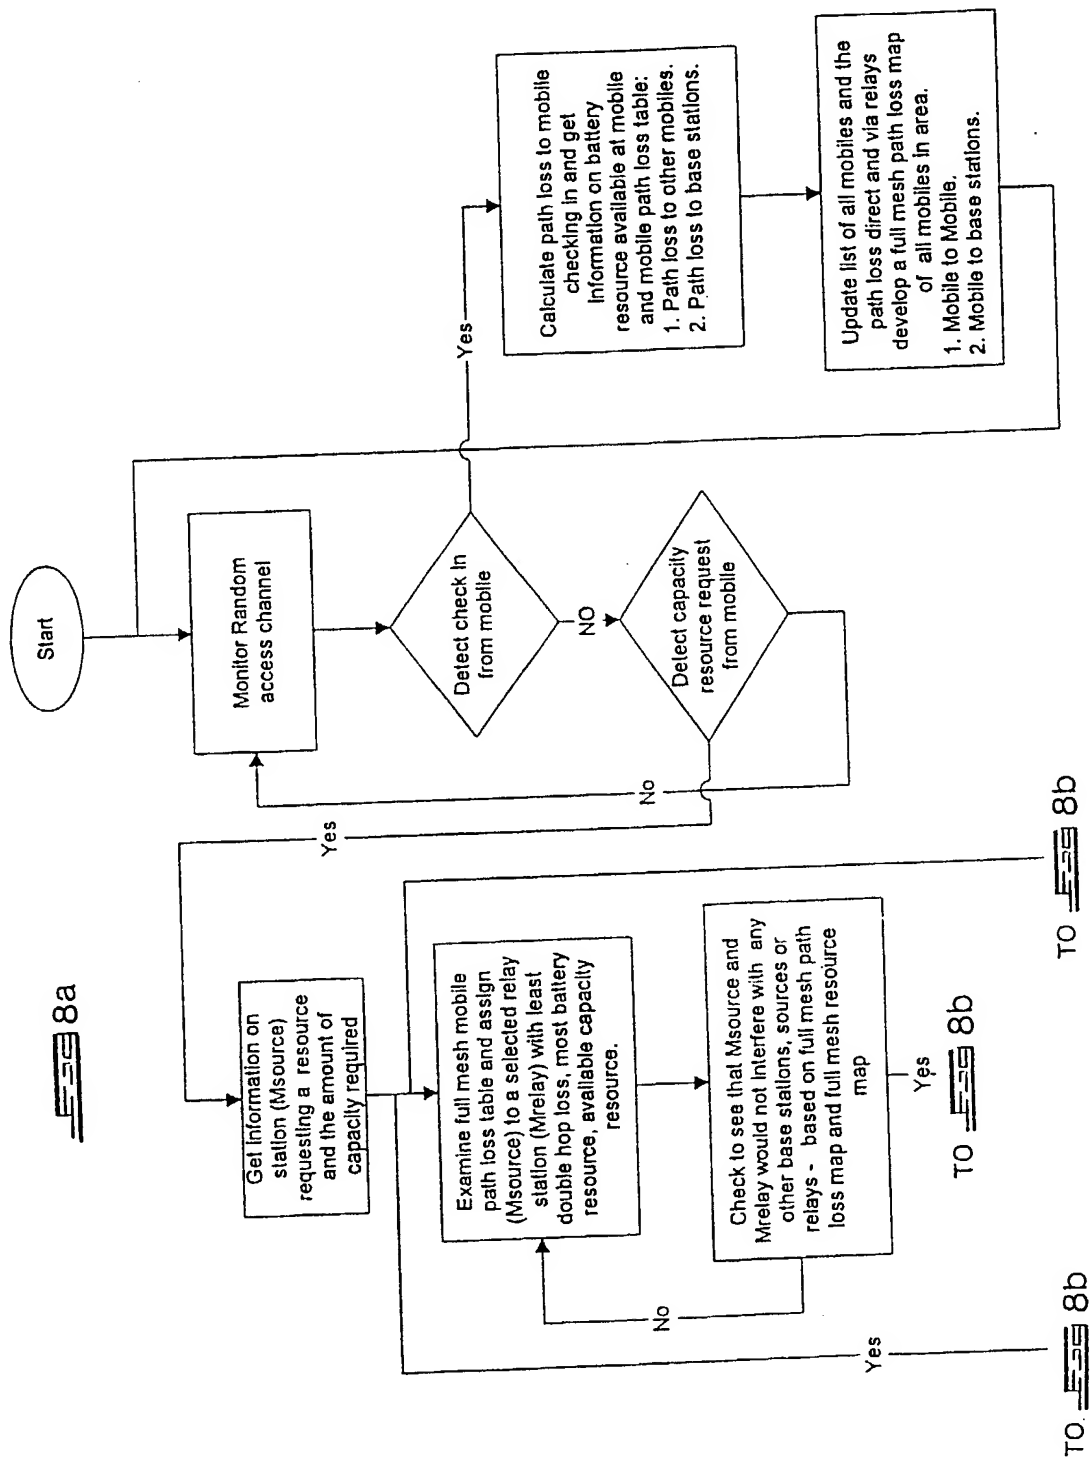 Fig 8a
Start
Monitor Random
access channel
Detect check In
from mobile
Yes
NO
Calculate path loss to mobile
checking in and get
Information on battery
resource available at mobile
and mobile path loss table:
1. Path loss to other mobiles.
2. Path loss to base stations.
Update list of all mobiles and the
path loss direct and via relays
develop a full mesh path loss map
of all mobiles in area.
1. Mobile to Mobile.
2. Mobile to base stations.
Detect capacity
resource request
from mobile
No
Yes
Get information on
station (Msource)
requesting a resource
and the amount of
capacity required
Examine full mesh mobile
path loss table and assign
(Msource) to a selected relay
station (Mrelay) with least
double hop loss, most battery
resource, available capacity
resource.
Check to see that Msource and
Mrelay would not Interfere with any
other base stations, sources or
relays - based on full mesh path
loss map and full mesh resource
map
No
Yes
Yes
TO Fig 8b
TO Fig 8b
TO. Fig 8b